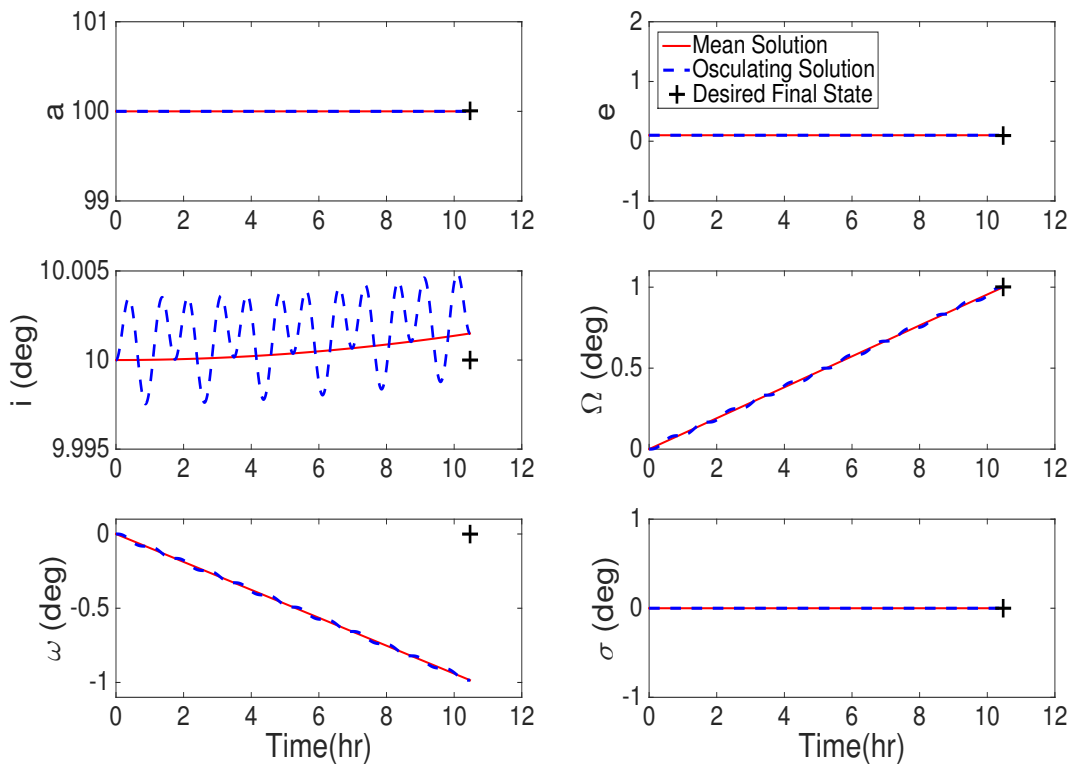 101
100
99
a
0 2 4 6 8 10 12
2
1
0
-1
e
Mean Solution
Osculating Solution
Desired Final State
0 2 4 6 8 10 12
10.005
10
9.995
i (deg)
0 2 4 6 8 10 12
1
0.5
0
Ω (deg)
0 2 4 6 8 10 12
0
-0.5
-1
ω (deg)
0 2 4 6 8 10 12
Time(hr)
1
0
-1
σ (deg)
0 2 4 6 8 10 12
Time(hr)